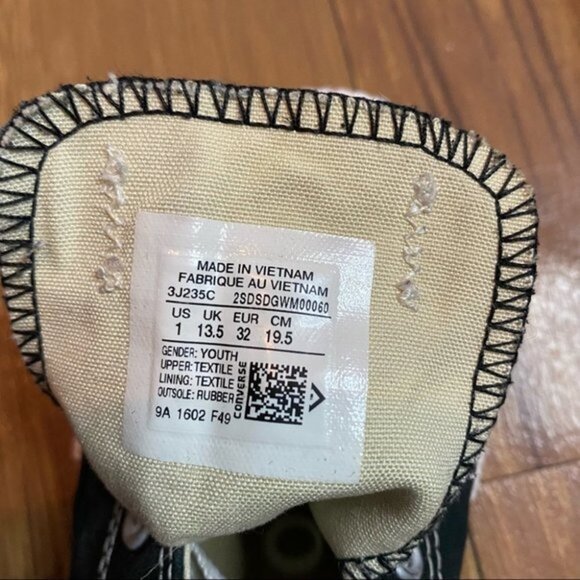 MADE IN VIETNAM
FABRIQUE AU VIETNAM
3J235C 2SDSDGWM00060
US UK EUR CM
1 13.5 32 19.5
GENDER: YOUTH
UPPER: TEXTILE
LINING: TEXTILE
OUTSOLE: RUBBER
CONVERSE
9A 1602 F49